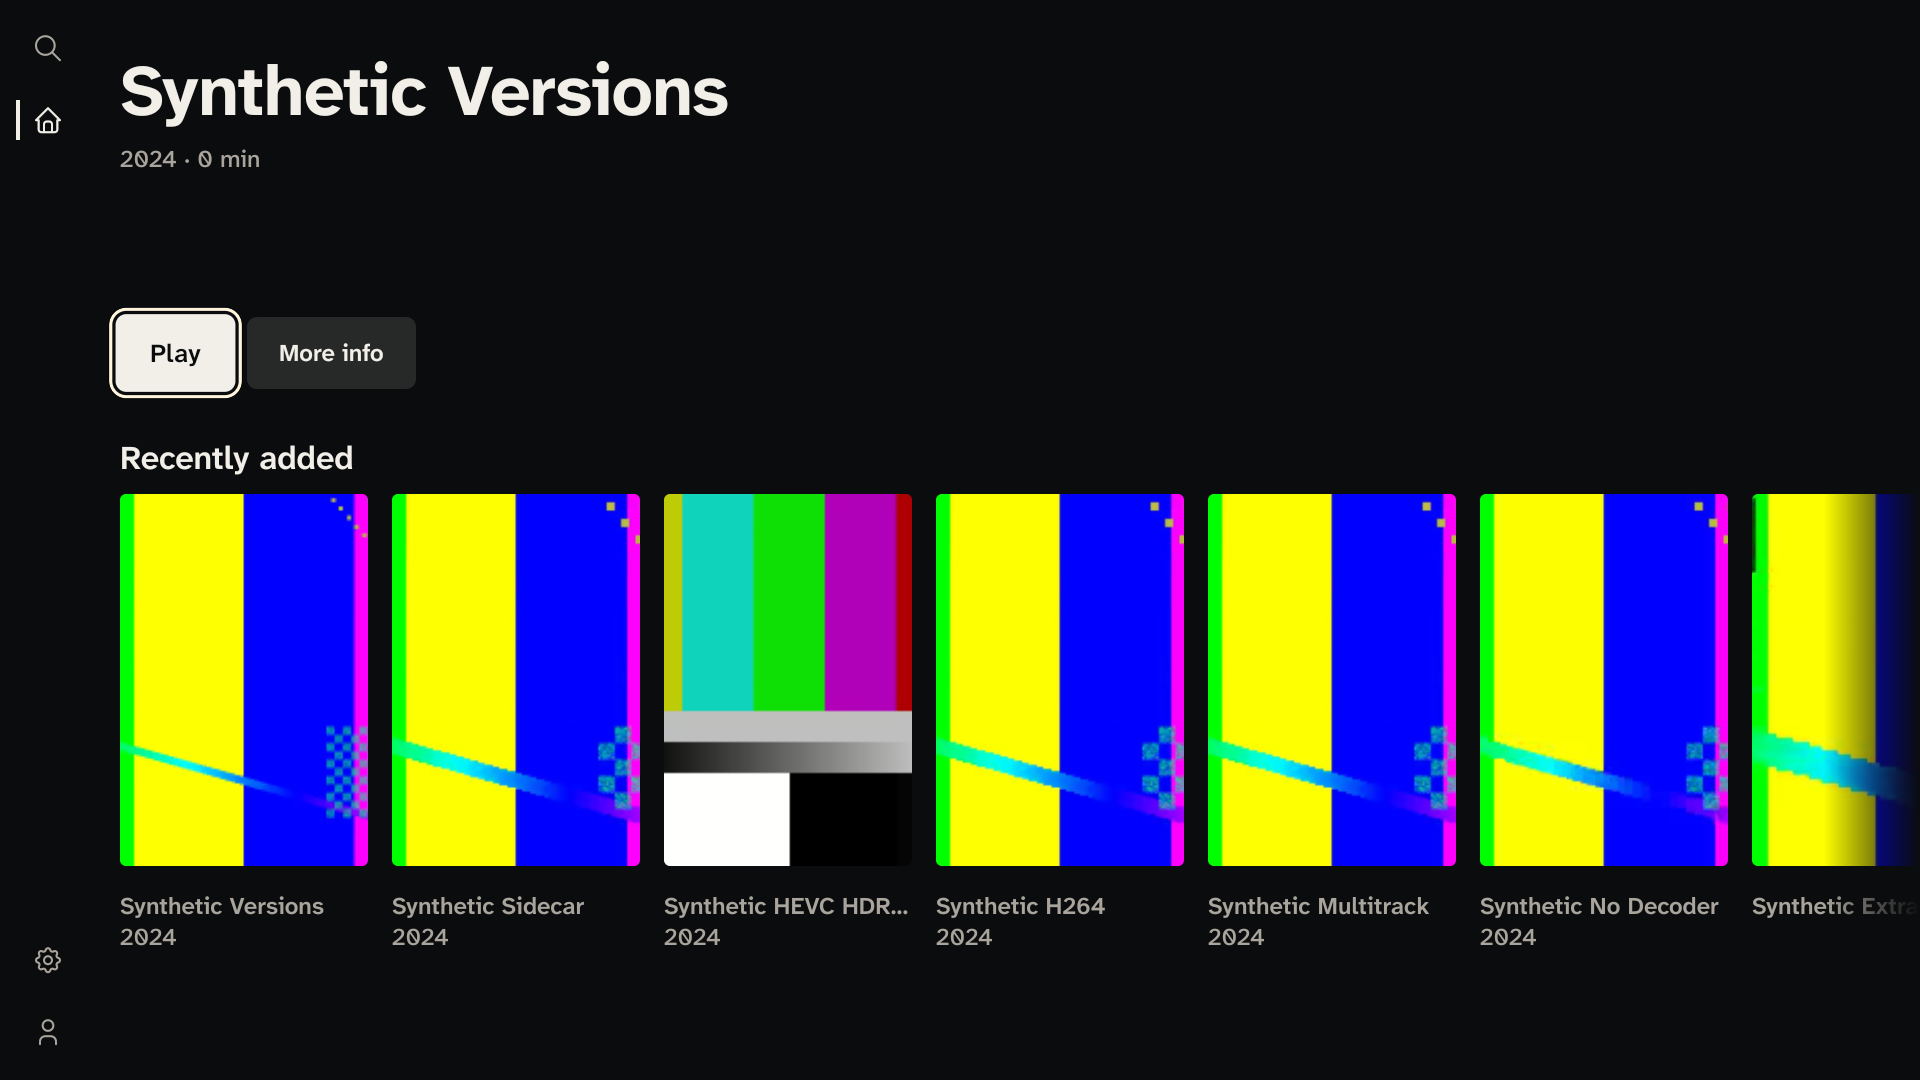 Synthetic Versions
2024 · 0 min
Play
More info
Recently added
Synthetic Versions
2024
Synthetic Sidecar
2024
Synthetic HEVC HDR...
2024
Synthetic H264
2024
Synthetic Multitrack
2024
Synthetic No Decoder
2024
Synthetic Extra